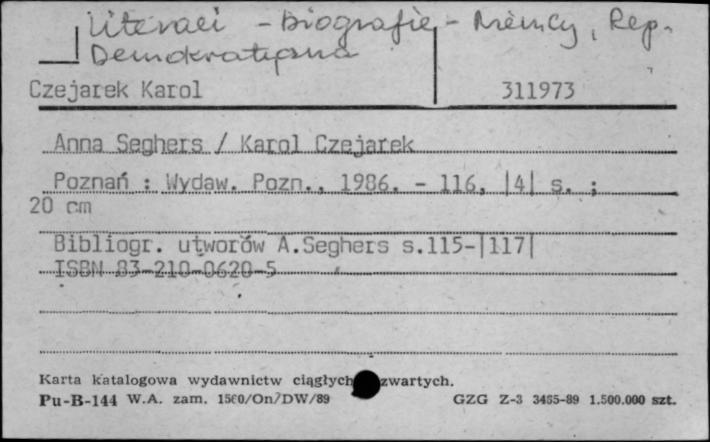 Literaci - biografie - Niemcy, Rep.
Demokratyczna
Czejarek Karol 311973
Anna Seghers / Karol Czejarek
Poznań : Wydaw. Pozn., 1986. - 116, |4| s. ;
20 cm
Bibliogr. utworów A.Seghers s.115-|117|
ISBN 83-210-0620-5
Karta katalogowa wydawnictw ciągłych zwartych.
Pu-B-144 W.A. zam. 1560/On/DW/89 GZG Z-3 3465-89 1.500.000 szt.